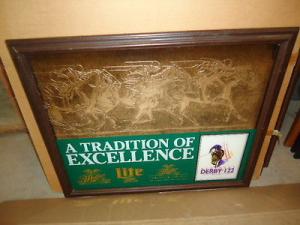 A TRADITION OF
EXCELLENCE
Lite
DERBY 122